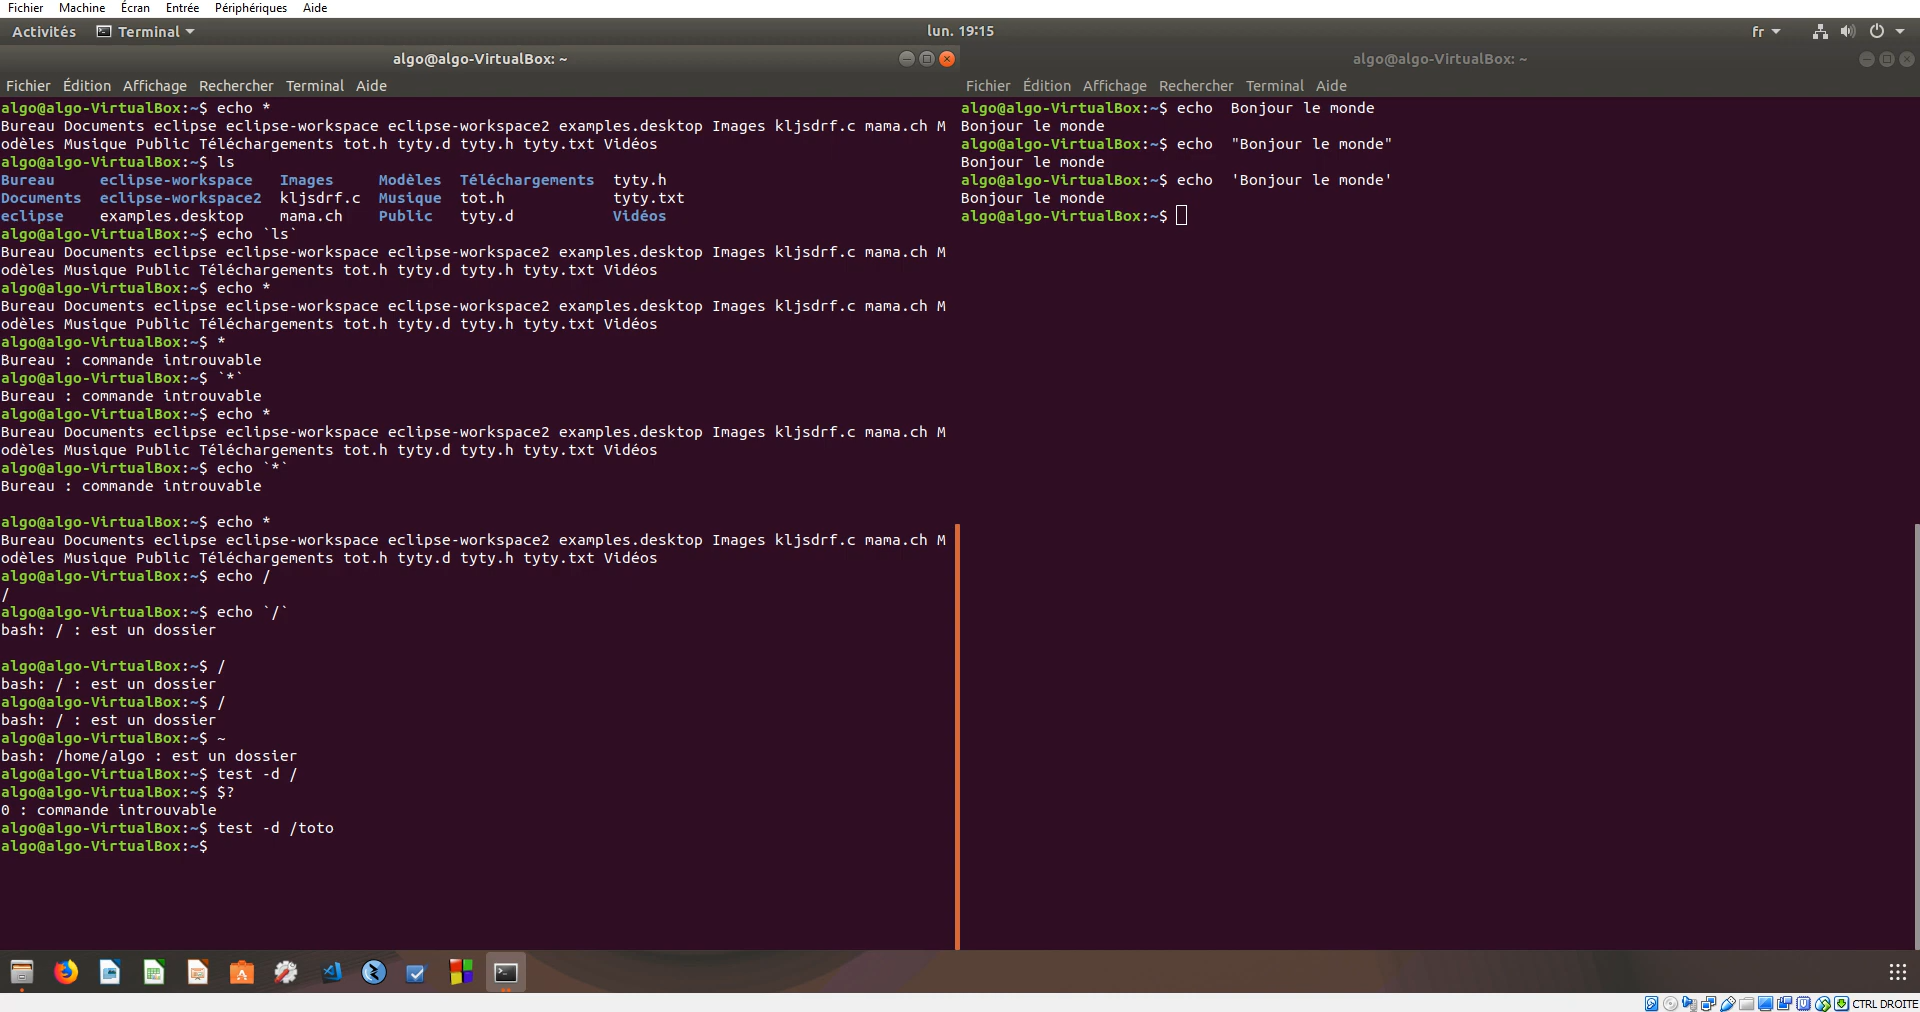 Fichier Machine Écran Entrée Périphériques Aide
Activités Terminal lun. 19:15 fr
algo@algo-VirtualBox: ~
Fichier Édition Affichage Rechercher Terminal Aide
algo@algo-VirtualBox:~$ echo *
Bureau Documents eclipse eclipse-workspace eclipse-workspace2 examples.desktop Images kljsdrf.c mama.ch M
odèles Musique Public Téléchargements tot.h tyty.d tyty.h tyty.txt Vidéos
algo@algo-VirtualBox:~$ ls
Bureau eclipse-workspace Images Modèles Téléchargements tyty.h
Documents eclipse-workspace2 kljsdrf.c Musique tot.h tyty.txt
eclipse examples.desktop mama.ch Public tyty.d Vidéos
algo@algo-VirtualBox:~$ echo `ls`
Bureau Documents eclipse eclipse-workspace eclipse-workspace2 examples.desktop Images kljsdrf.c mama.ch M
odèles Musique Public Téléchargements tot.h tyty.d tyty.h tyty.txt Vidéos
algo@algo-VirtualBox:~$ echo *
Bureau Documents eclipse eclipse-workspace eclipse-workspace2 examples.desktop Images kljsdrf.c mama.ch M
odèles Musique Public Téléchargements tot.h tyty.d tyty.h tyty.txt Vidéos
algo@algo-VirtualBox:~$ *
Bureau : commande introuvable
algo@algo-VirtualBox:~$ `*`
Bureau : commande introuvable
algo@algo-VirtualBox:~$ echo *
Bureau Documents eclipse eclipse-workspace eclipse-workspace2 examples.desktop Images kljsdrf.c mama.ch M
odèles Musique Public Téléchargements tot.h tyty.d tyty.h tyty.txt Vidéos
algo@algo-VirtualBox:~$ echo `*`
Bureau : commande introuvable
algo@algo-VirtualBox:~$ echo *
Bureau Documents eclipse eclipse-workspace eclipse-workspace2 examples.desktop Images kljsdrf.c mama.ch M
odèles Musique Public Téléchargements tot.h tyty.d tyty.h tyty.txt Vidéos
algo@algo-VirtualBox:~$ echo /
/
algo@algo-VirtualBox:~$ echo `/`
bash: / : est un dossier
algo@algo-VirtualBox:~$ /
bash: / : est un dossier
algo@algo-VirtualBox:~$ /
bash: / : est un dossier
algo@algo-VirtualBox:~$ ~
bash: /home/algo : est un dossier
algo@algo-VirtualBox:~$ test -d /
algo@algo-VirtualBox:~$ $?
0 : commande introuvable
algo@algo-VirtualBox:~$ test -d /toto
algo@algo-VirtualBox:~$
algo@algo-VirtualBox: ~
Fichier Édition Affichage Rechercher Terminal Aide
algo@algo-VirtualBox:~$ echo  Bonjour le monde
Bonjour le monde
algo@algo-VirtualBox:~$ echo  "Bonjour le monde"
Bonjour le monde
algo@algo-VirtualBox:~$ echo  'Bonjour le monde'
Bonjour le monde
algo@algo-VirtualBox:~$
CTRL DROITE